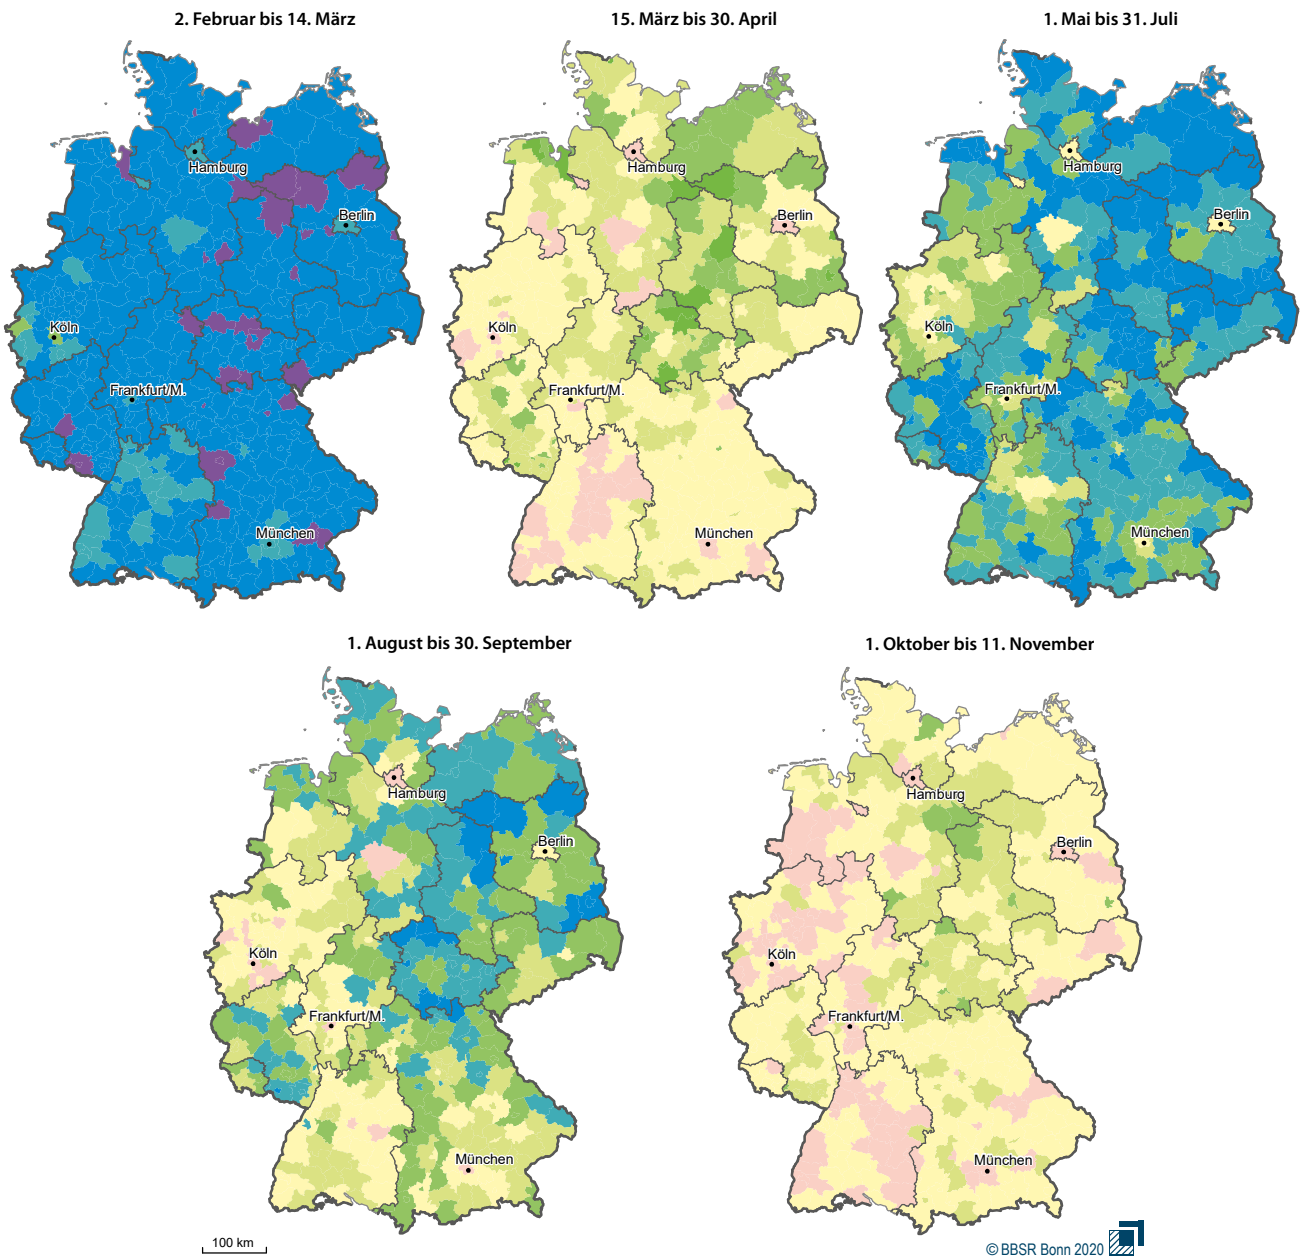 2. Februar bis 14. März
15. März bis 30. April
1. Mai bis 31. Juli
Hamburg
Berlin
Köln
Frankfurt/M.
München
Hamburg
Berlin
Köln
Frankfurt/M.
München
Hamburg
Berlin
Köln
Frankfurt/M.
München
1. August bis 30. September
1. Oktober bis 11. November
Hamburg
Berlin
Köln
Frankfurt/M.
München
Hamburg
Berlin
Köln
Frankfurt/M.
München
100 km
© BBSR Bonn 2020